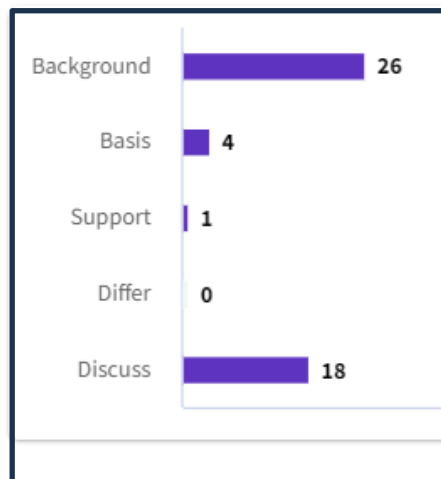 Background 26
Basis 4
Support 1
Differ 0
Discuss 18